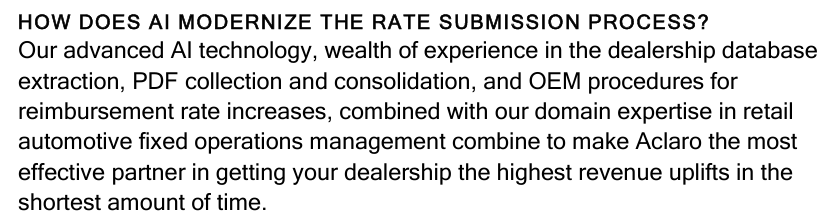 HOW DOES AI MODERNIZE THE RATE SUBMISSION PROCESS?
Our advanced AI technology, wealth of experience in the dealership database
extraction, PDF collection and consolidation, and OEM procedures for
reimbursement rate increases, combined with our domain expertise in retail
automotive fixed operations management combine to make Aclaro the most
effective partner in getting your dealership the highest revenue uplifts in the
shortest amount of time.